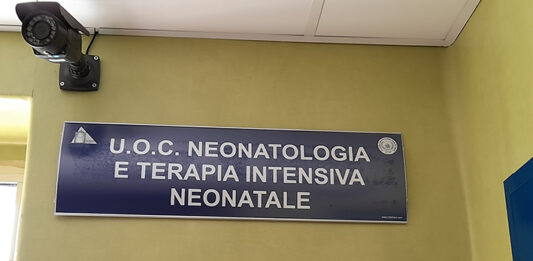 U.O.C. NEONATOLOGIA
E TERAPIA INTENSIVA
NEONATALE